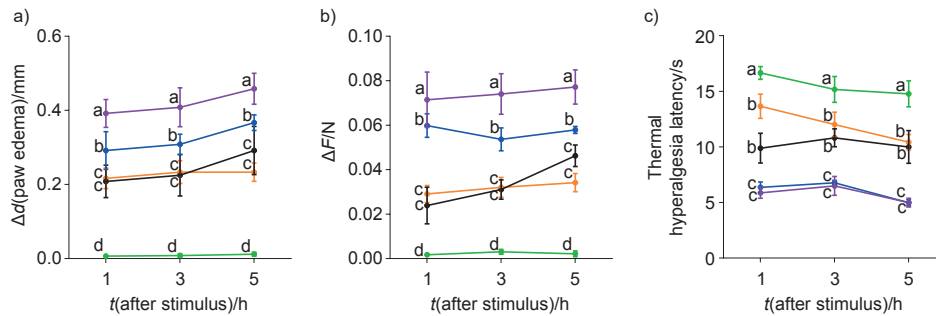 a)
Δd(paw edema)/mm
0.6
0.4
0.2
0.0
a a a
b b b
c c c
c c c
d d d
1 3 5
t(after stimulus)/h
b)
ΔF/N
0.10
0.08
0.06
0.04
0.02
0.00
a a a
b b b
c c c
c c c
d d d
1 3 5
t(after stimulus)/h
c)
Thermal
hyperalgesia latency/s
20
15
10
5
0
a a a
b b b
b b b
c c c
c c c
1 3 5
t(after stimulus)/h